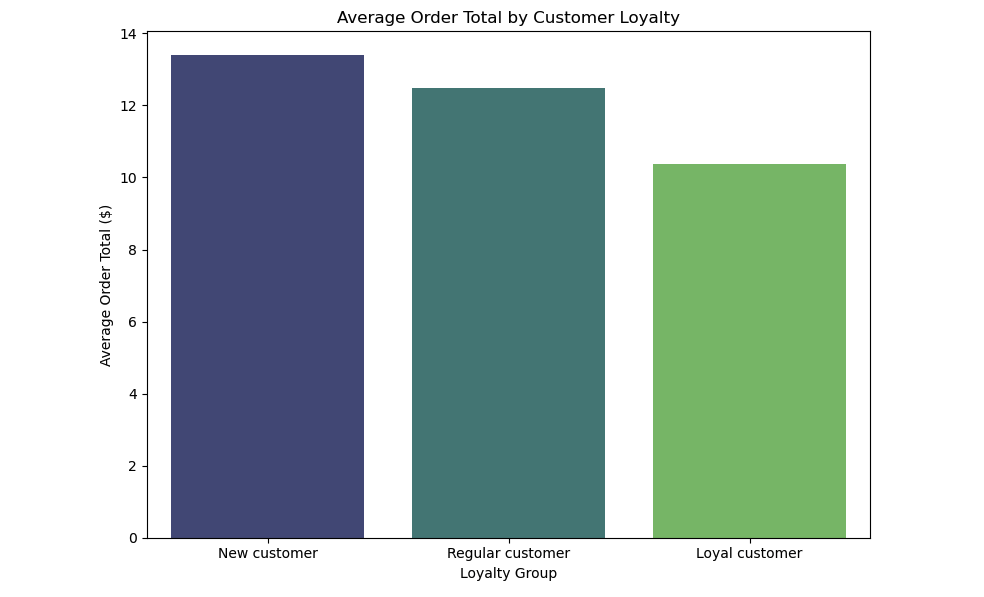 Average Order Total by Customer Loyalty
Average Order Total ($)
14
12
10
8
6
4
2
0
New customer
Regular customer
Loyal customer
Loyalty Group